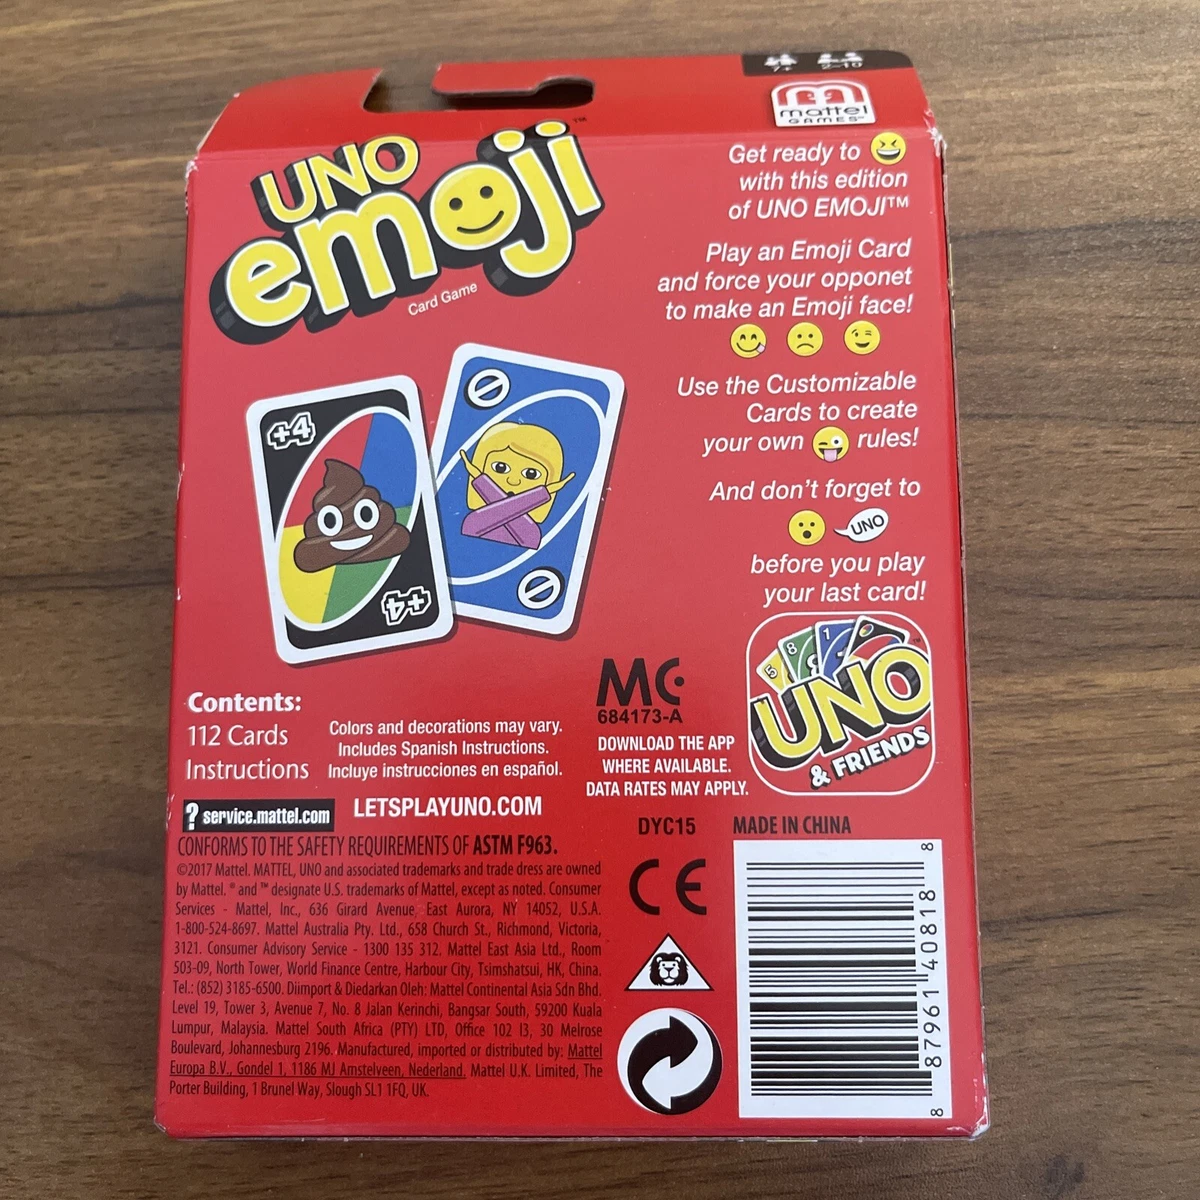 7+ 2-10
mattel
GAMES™
UNO
emoji™
Card Game
Get ready to
with this edition
of UNO EMOJI™
Play an Emoji Card
and force your opponet
to make an Emoji face!
Use the Customizable
Cards to create
your own rules!
And don't forget to
UNO
before you play
your last card!
+4
+4
5 8 1
UNO™
& FRIENDS
MC
684173-A
DOWNLOAD THE APP
WHERE AVAILABLE.
DATA RATES MAY APPLY.
Contents:
112 Cards
Instructions
Colors and decorations may vary.
Includes Spanish Instructions.
Incluye instrucciones en español.
? service.mattel.com
LETSPLAYUNO.COM
DYC15
MADE IN CHINA
CONFORMS TO THE SAFETY REQUIREMENTS OF ASTM F963.
©2017 Mattel. MATTEL, UNO and associated trademarks and trade dress are owned
by Mattel. ® and ™ designate U.S. trademarks of Mattel, except as noted. Consumer
Services - Mattel, Inc., 636 Girard Avenue, East Aurora, NY 14052, U.S.A.
1-800-524-8697. Mattel Australia Pty. Ltd., 658 Church St., Richmond, Victoria,
3121. Consumer Advisory Service - 1300 135 312. Mattel East Asia Ltd., Room
503-09, North Tower, World Finance Centre, Harbour City, Tsimshatsui, HK, China.
Tel.: (852) 3185-6500. Diimport & Diedarkan Oleh: Mattel Continental Asia Sdn Bhd.
Level 19, Tower 3, Avenue 7, No. 8 Jalan Kerinchi, Bangsar South, 59200 Kuala
Lumpur, Malaysia. Mattel South Africa (PTY) LTD, Office 102 I3, 30 Melrose
Boulevard, Johannesburg 2196. Manufactured, imported or distributed by: Mattel
Europa B.V., Gondel 1, 1186 MJ Amstelveen, Nederland. Mattel U.K. Limited, The
Porter Building, 1 Brunel Way, Slough SL1 1FQ, UK.
CE
8 87961 40818 8